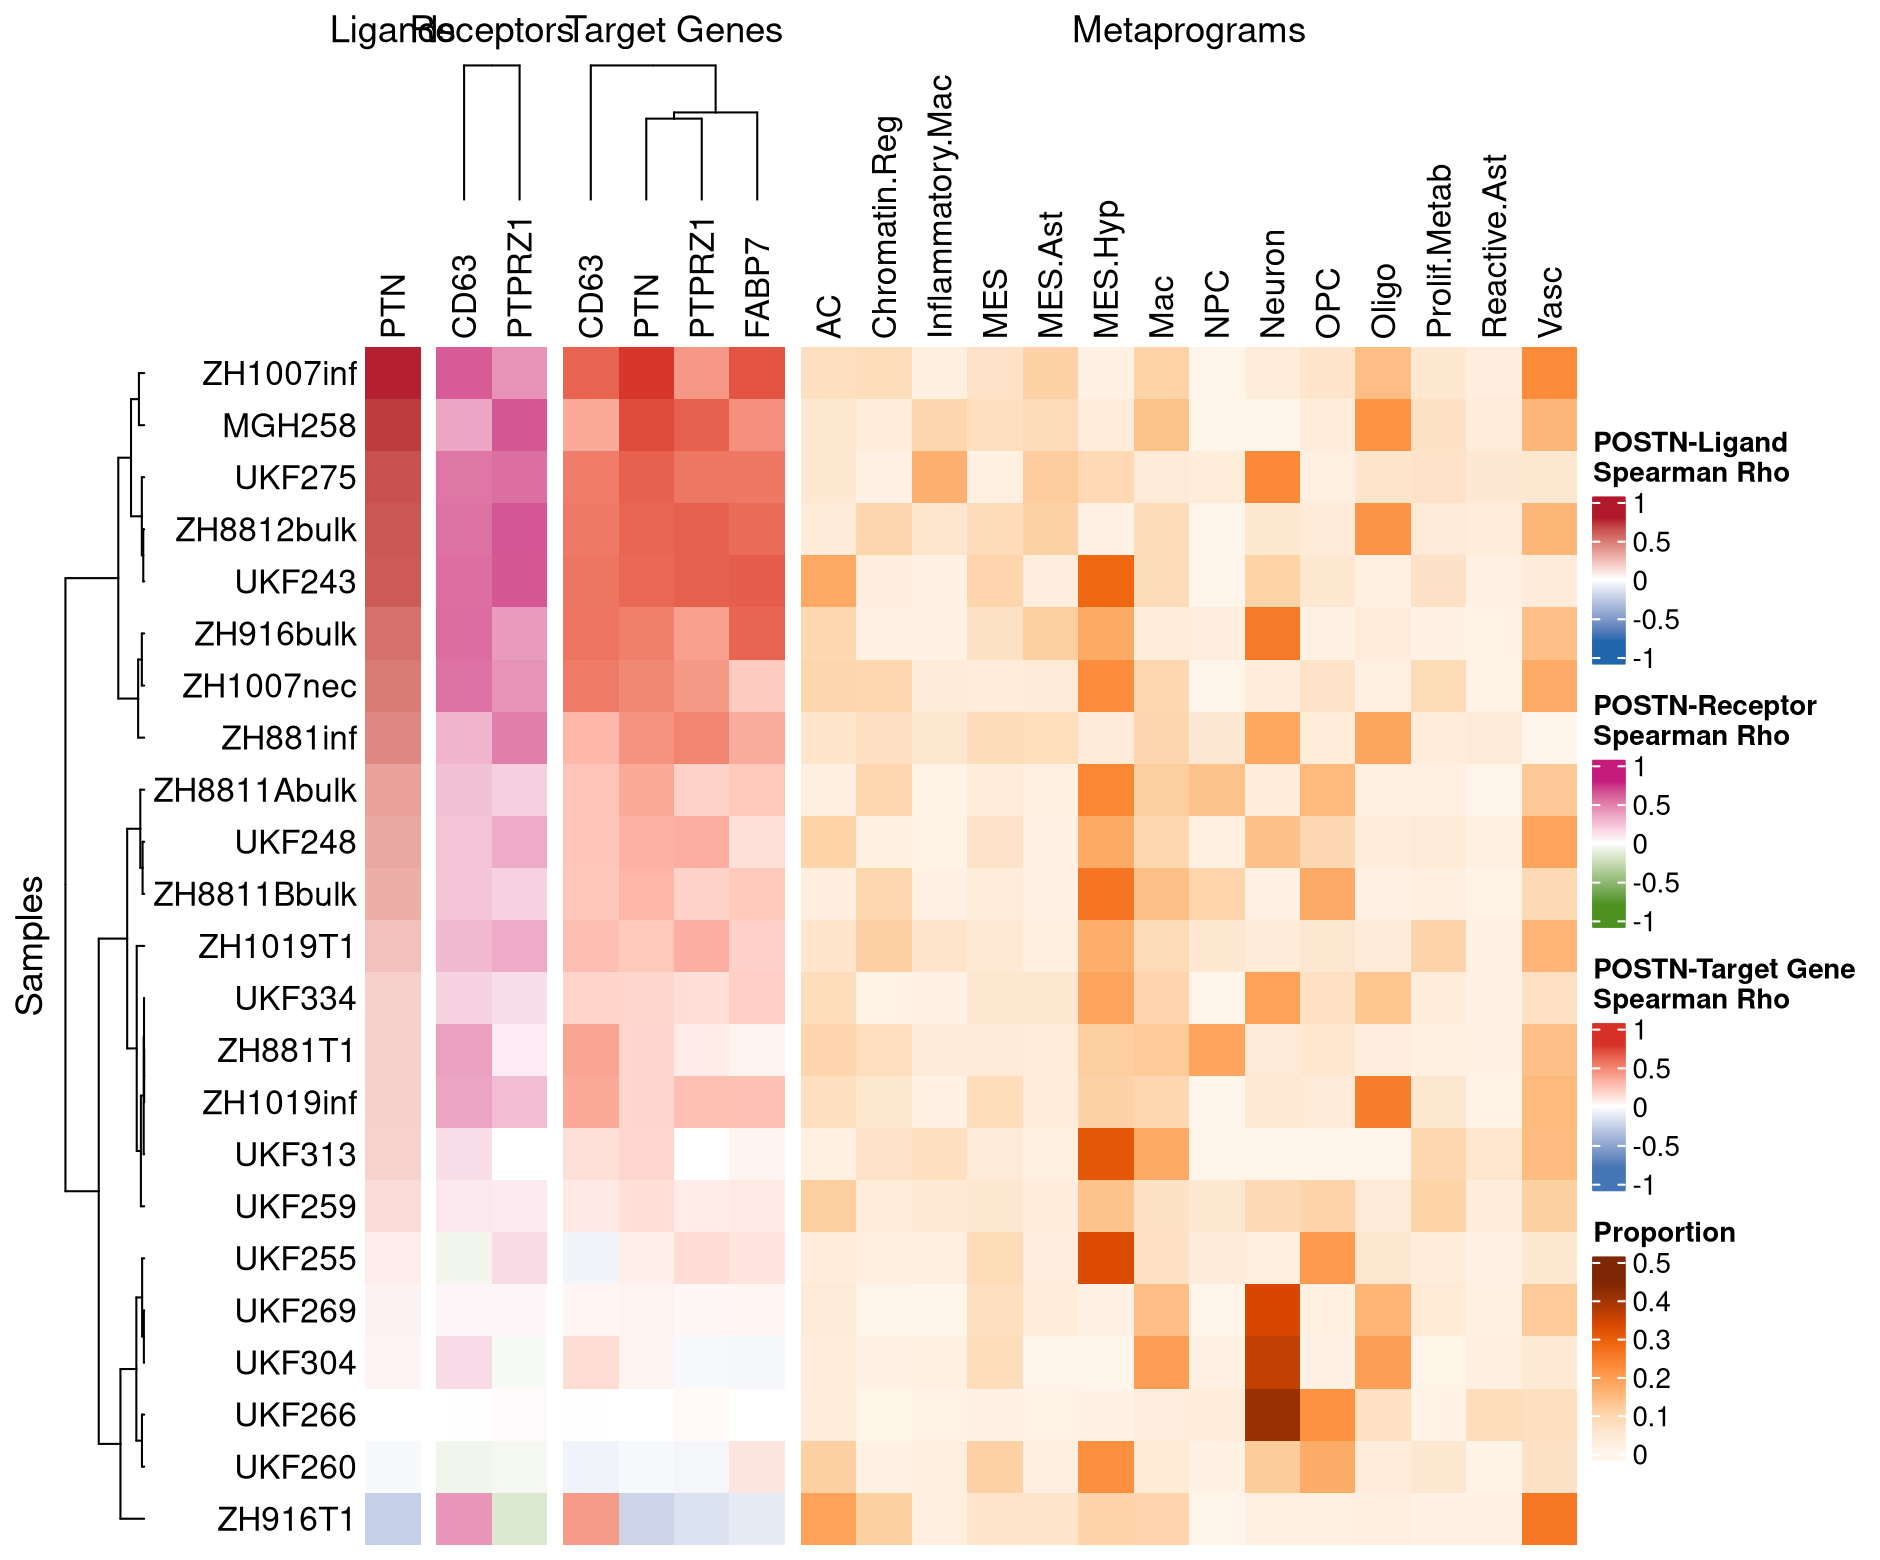 Ligands Receptors Target Genes Metaprograms
PTN CD63 PTPRZ1 CD63 PTN PTPRZ1 FABP7 AC Chromatin.Reg Inflammatory.Mac MES MES.Ast MES.Hyp Mac NPC Neuron OPC Oligo Prolif.Metab Reactive.Ast Vasc
Samples
ZH1007inf
MGH258
UKF275
ZH8812bulk
UKF243
ZH916bulk
ZH1007nec
ZH881inf
ZH8811Abulk
UKF248
ZH8811Bbulk
ZH1019T1
UKF334
ZH881T1
ZH1019inf
UKF313
UKF259
UKF255
UKF269
UKF304
UKF266
UKF260
ZH916T1
POSTN-Ligand
Spearman Rho
1
0.5
0
-0.5
-1
POSTN-Receptor
Spearman Rho
1
0.5
0
-0.5
-1
POSTN-Target Gene
Spearman Rho
1
0.5
0
-0.5
-1
Proportion
0.5
0.4
0.3
0.2
0.1
0